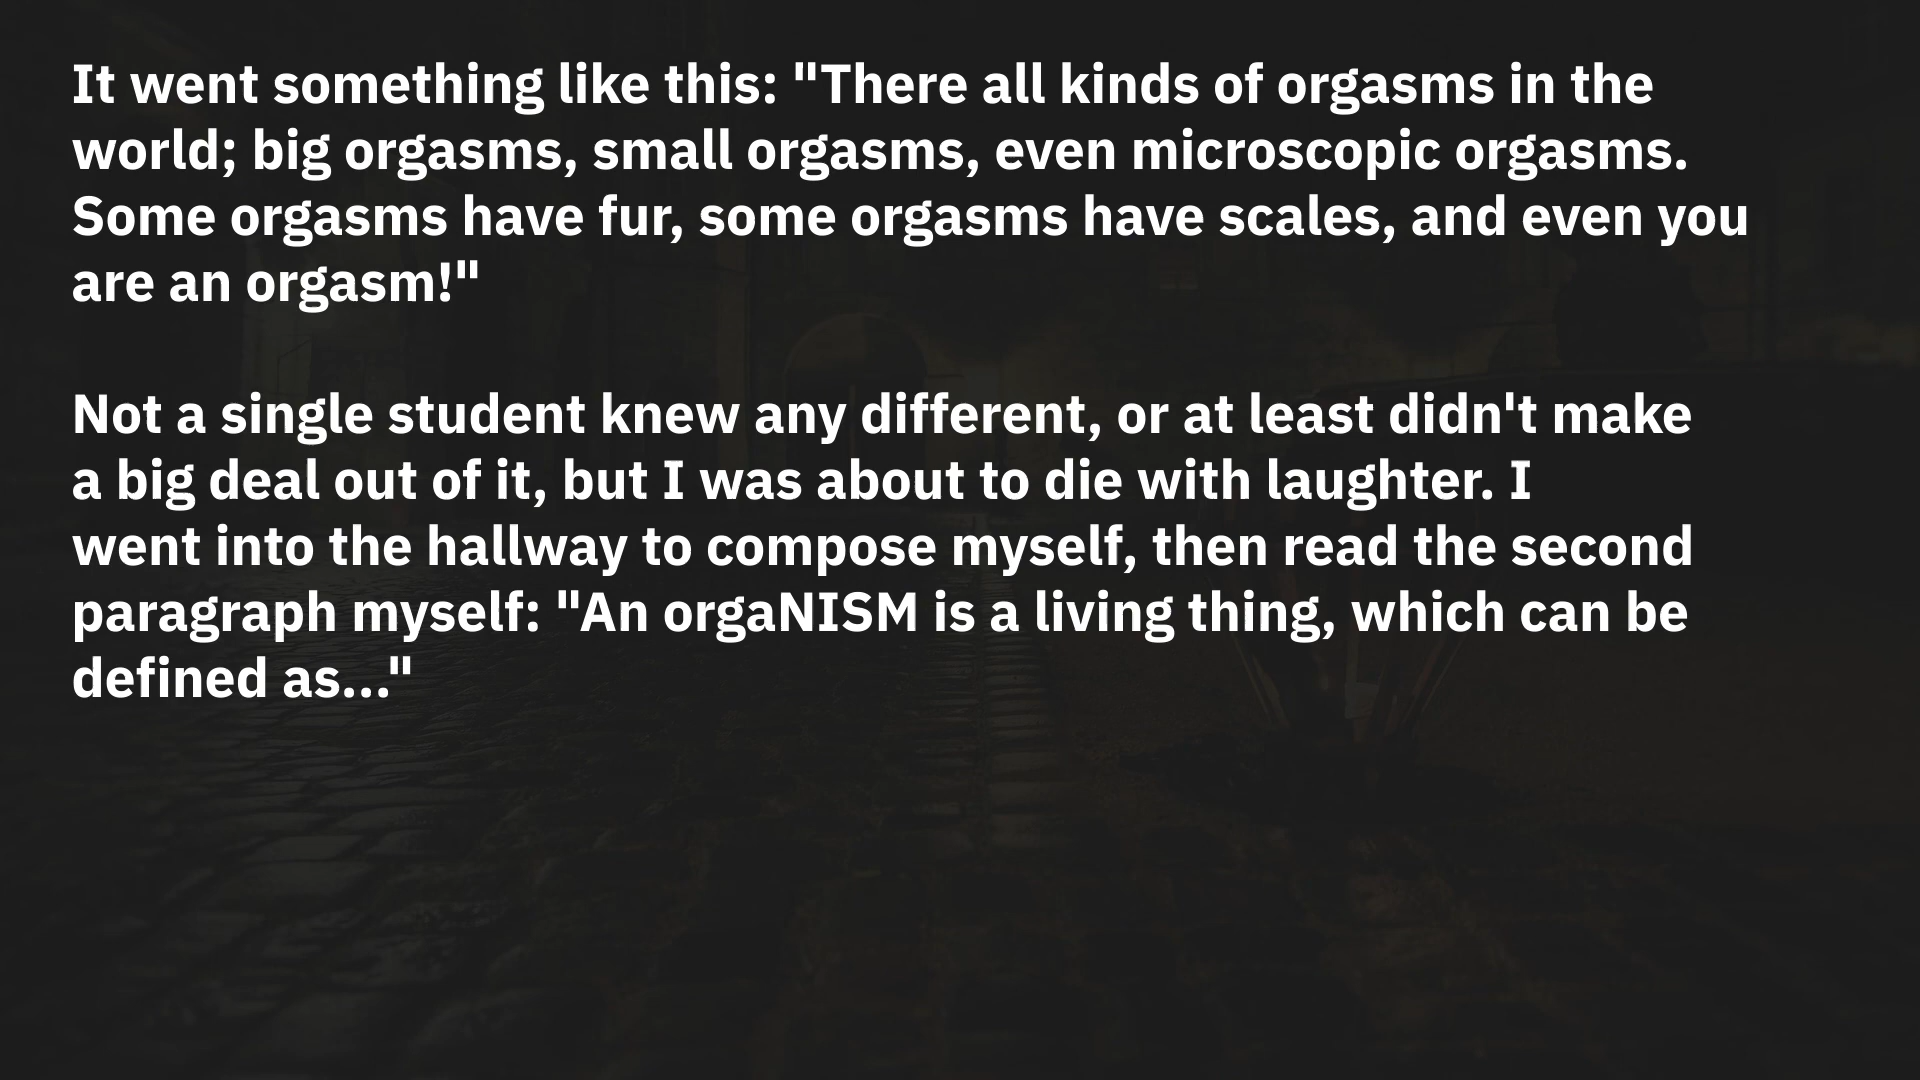 It went something like this: "There all kinds of orgasms in the
world; big orgasms, small orgasms, even microscopic orgasms.
Some orgasms have fur, some orgasms have scales, and even you
are an orgasm!"
Not a single student knew any different, or at least didn't make
a big deal out of it, but I was about to die with laughter. I
went into the hallway to compose myself, then read the second
paragraph myself: "An orgaNISM is a living thing, which can be
defined as..."